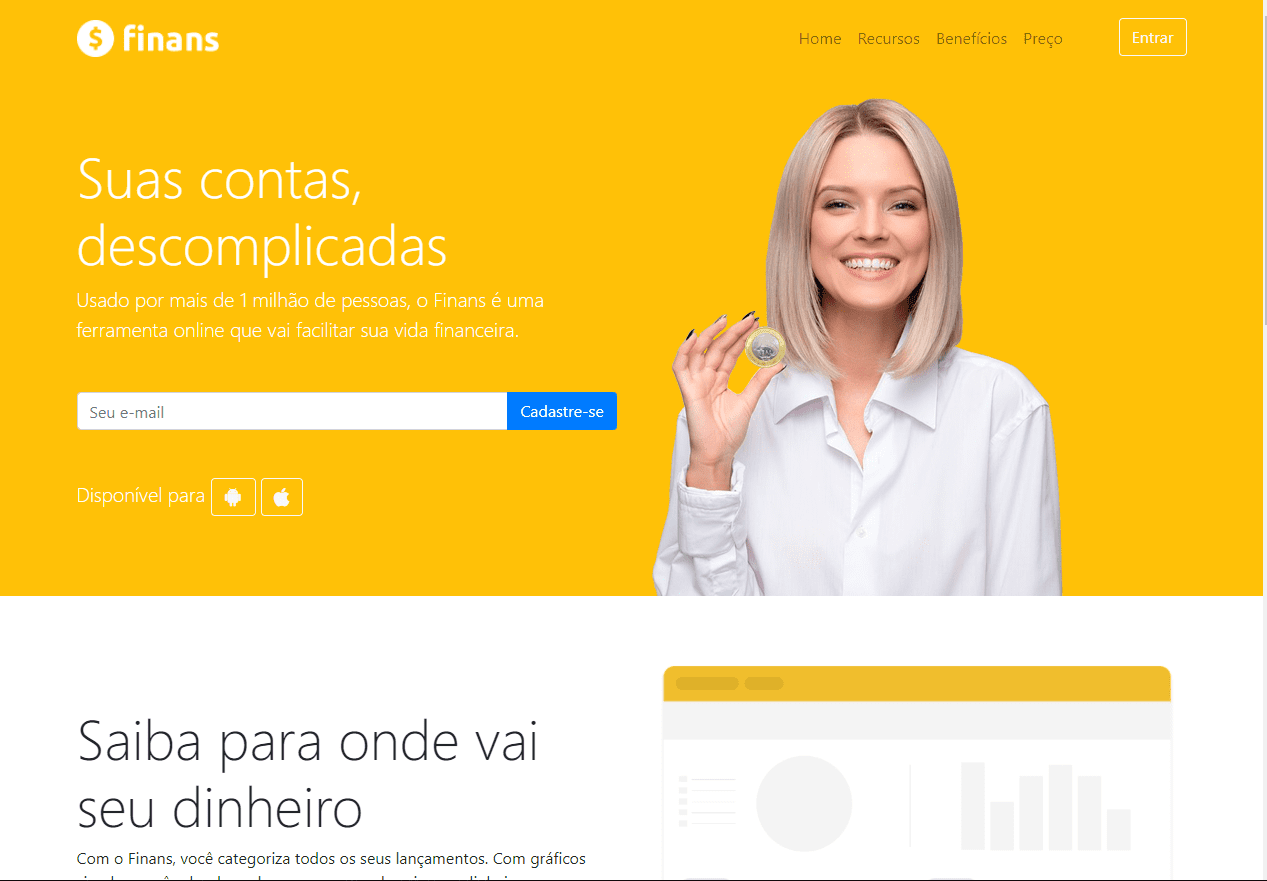 finans
Home Recursos Benefícios Preço Entrar
Suas contas,
descomplicadas
Usado por mais de 1 milhão de pessoas, o Finans é uma
ferramenta online que vai facilitar sua vida financeira.
Seu e-mail Cadastre-se
Disponível para
Saiba para onde vai
seu dinheiro
Com o Finans, você categoriza todos os seus lançamentos. Com gráficos